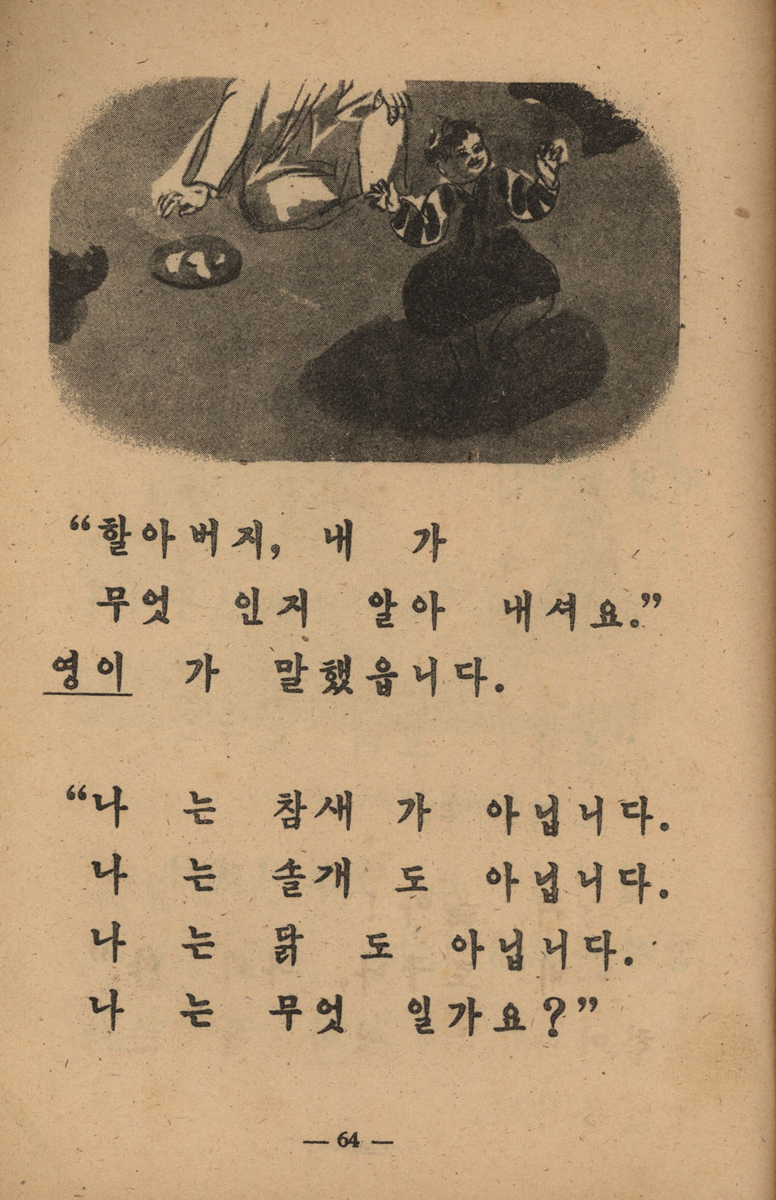 “할아버지, 내 가
무엇 인지 알아 내셔요.”
영이 가 말했읍니다.
“나 는 참새 가 아닙니다.
나 는 솔개 도 아닙니다.
나 는 닭 도 아닙니다.
나 는 무엇 일가요?”
— 64 —